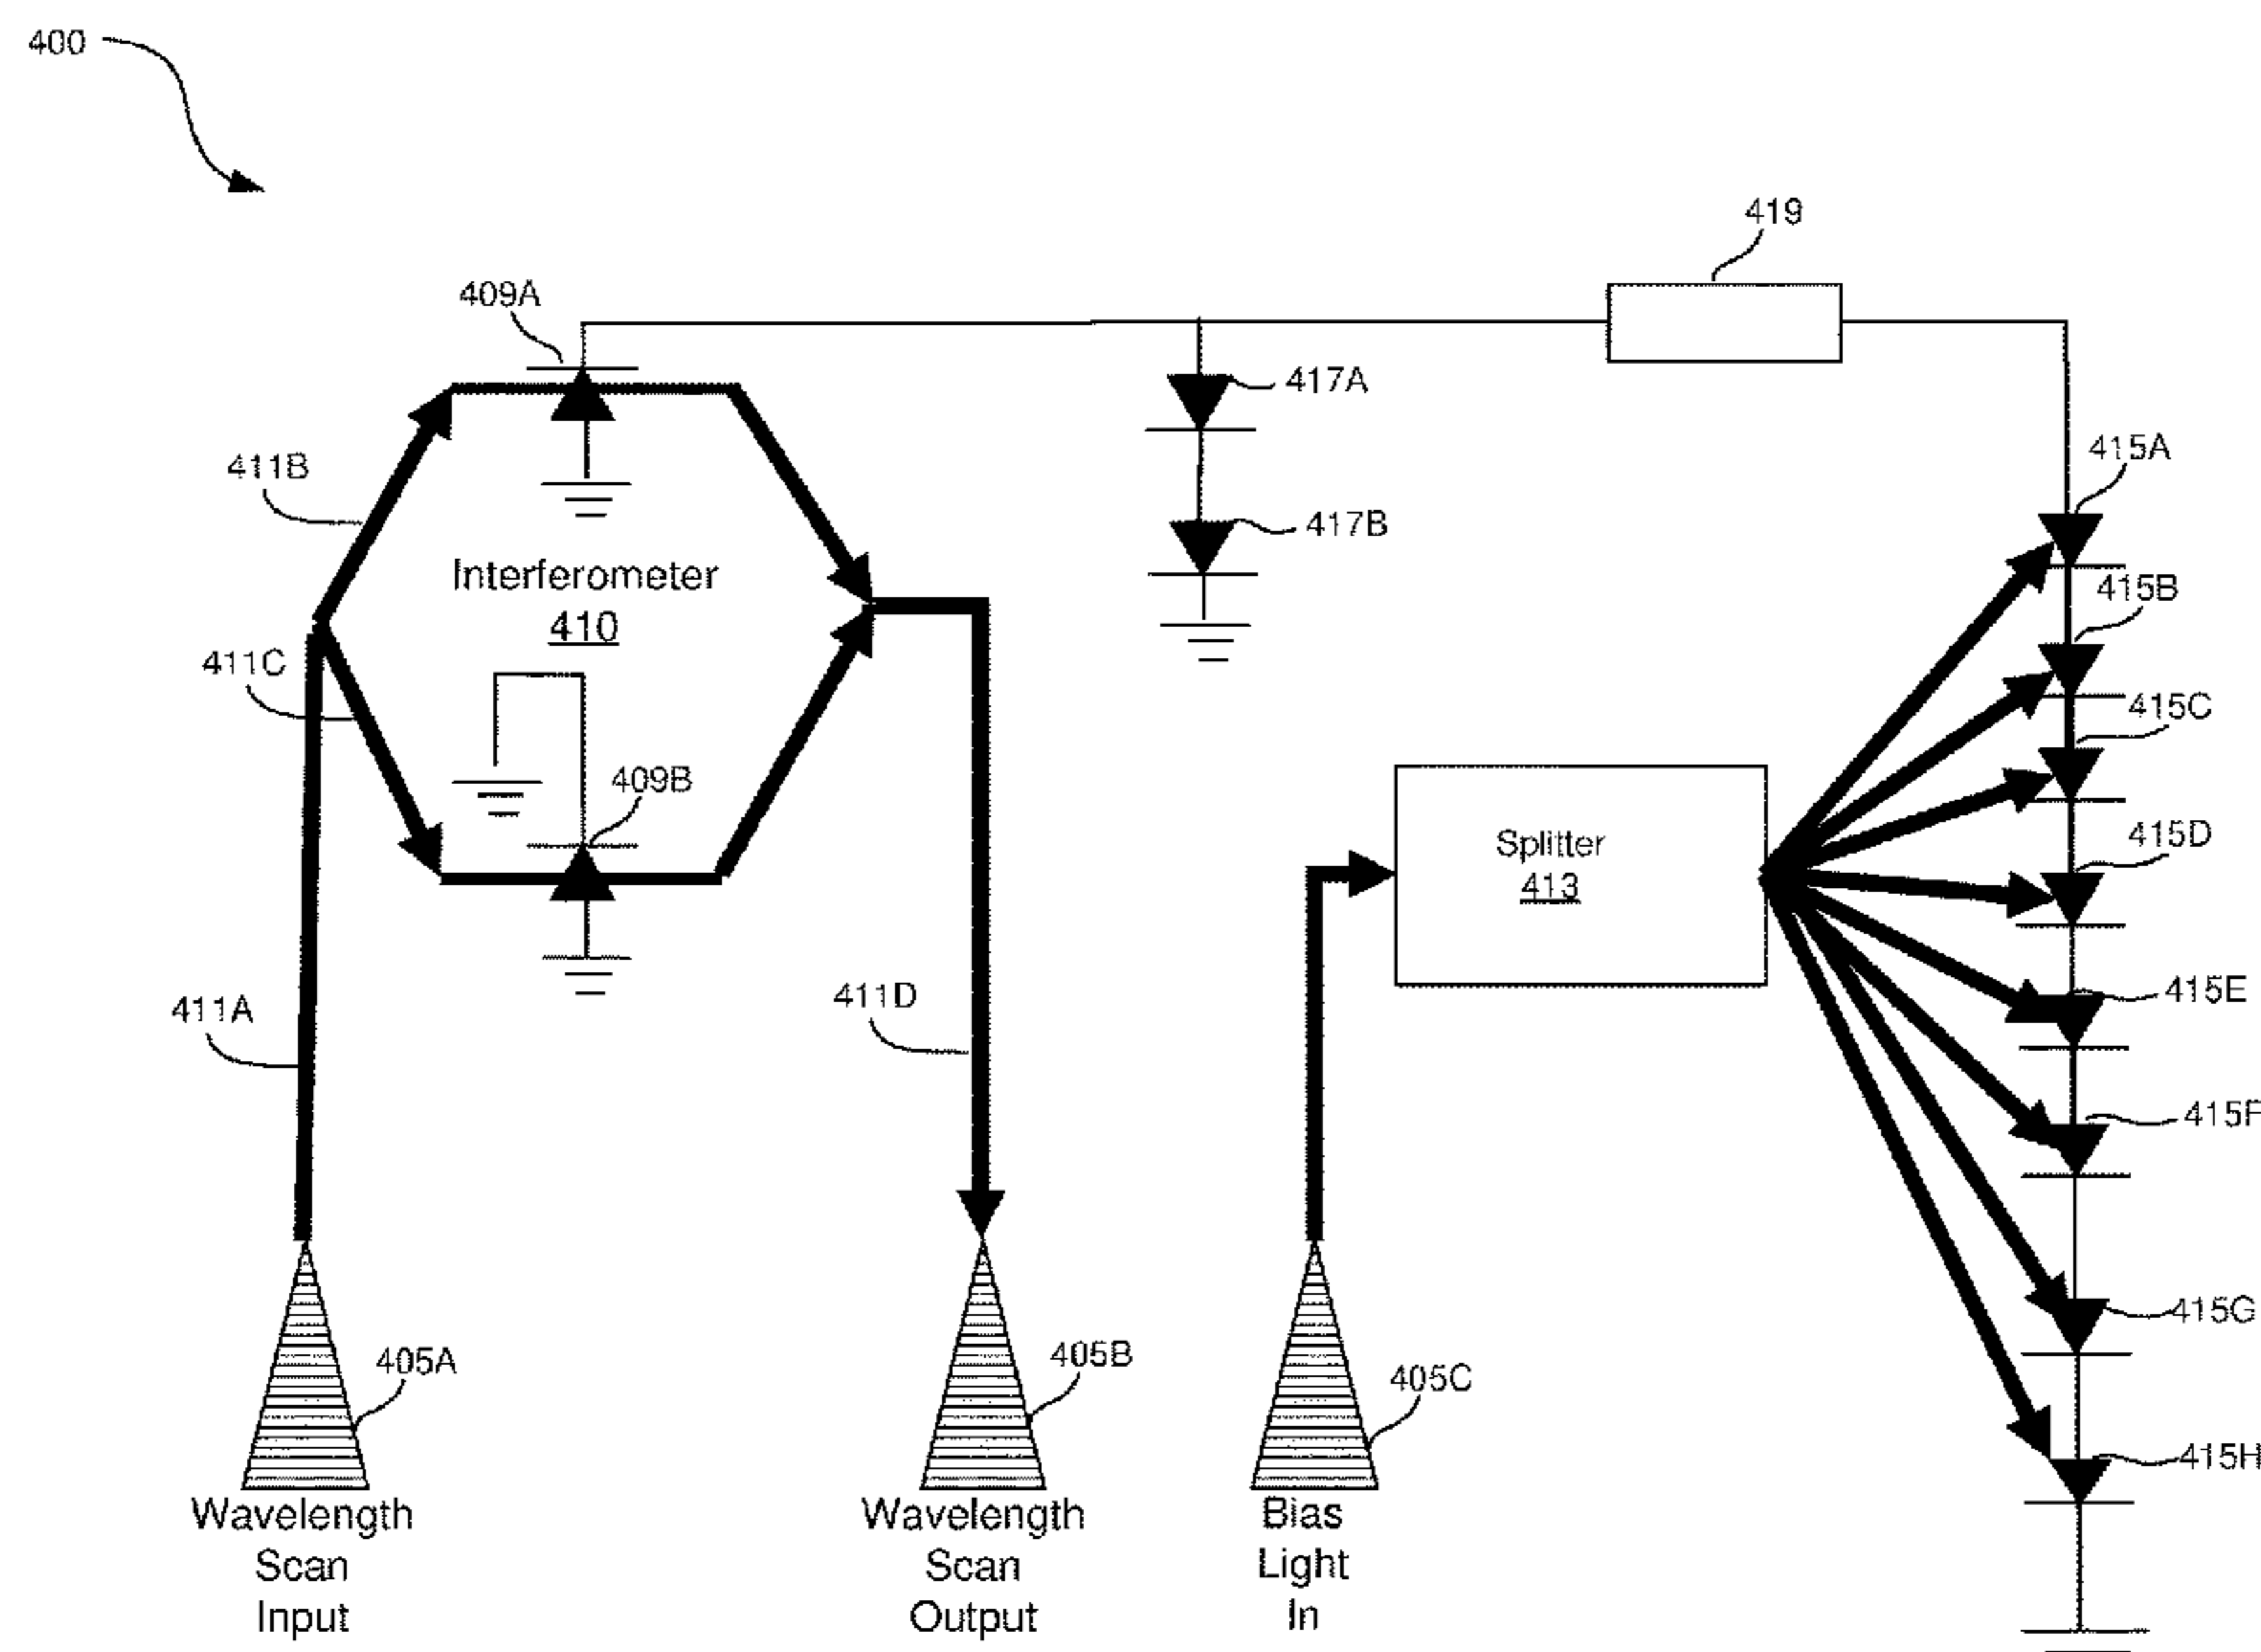 400
419
409A
417A
415A
411B
417B
Interferometer
410
415B
411C
415C
409B
415D
Splitter
413
411D
415E
411A
415F
415G
405A
405B
405C
415H
Wavelength
Scan
Input
Wavelength
Scan
Output
Bias
Light
In